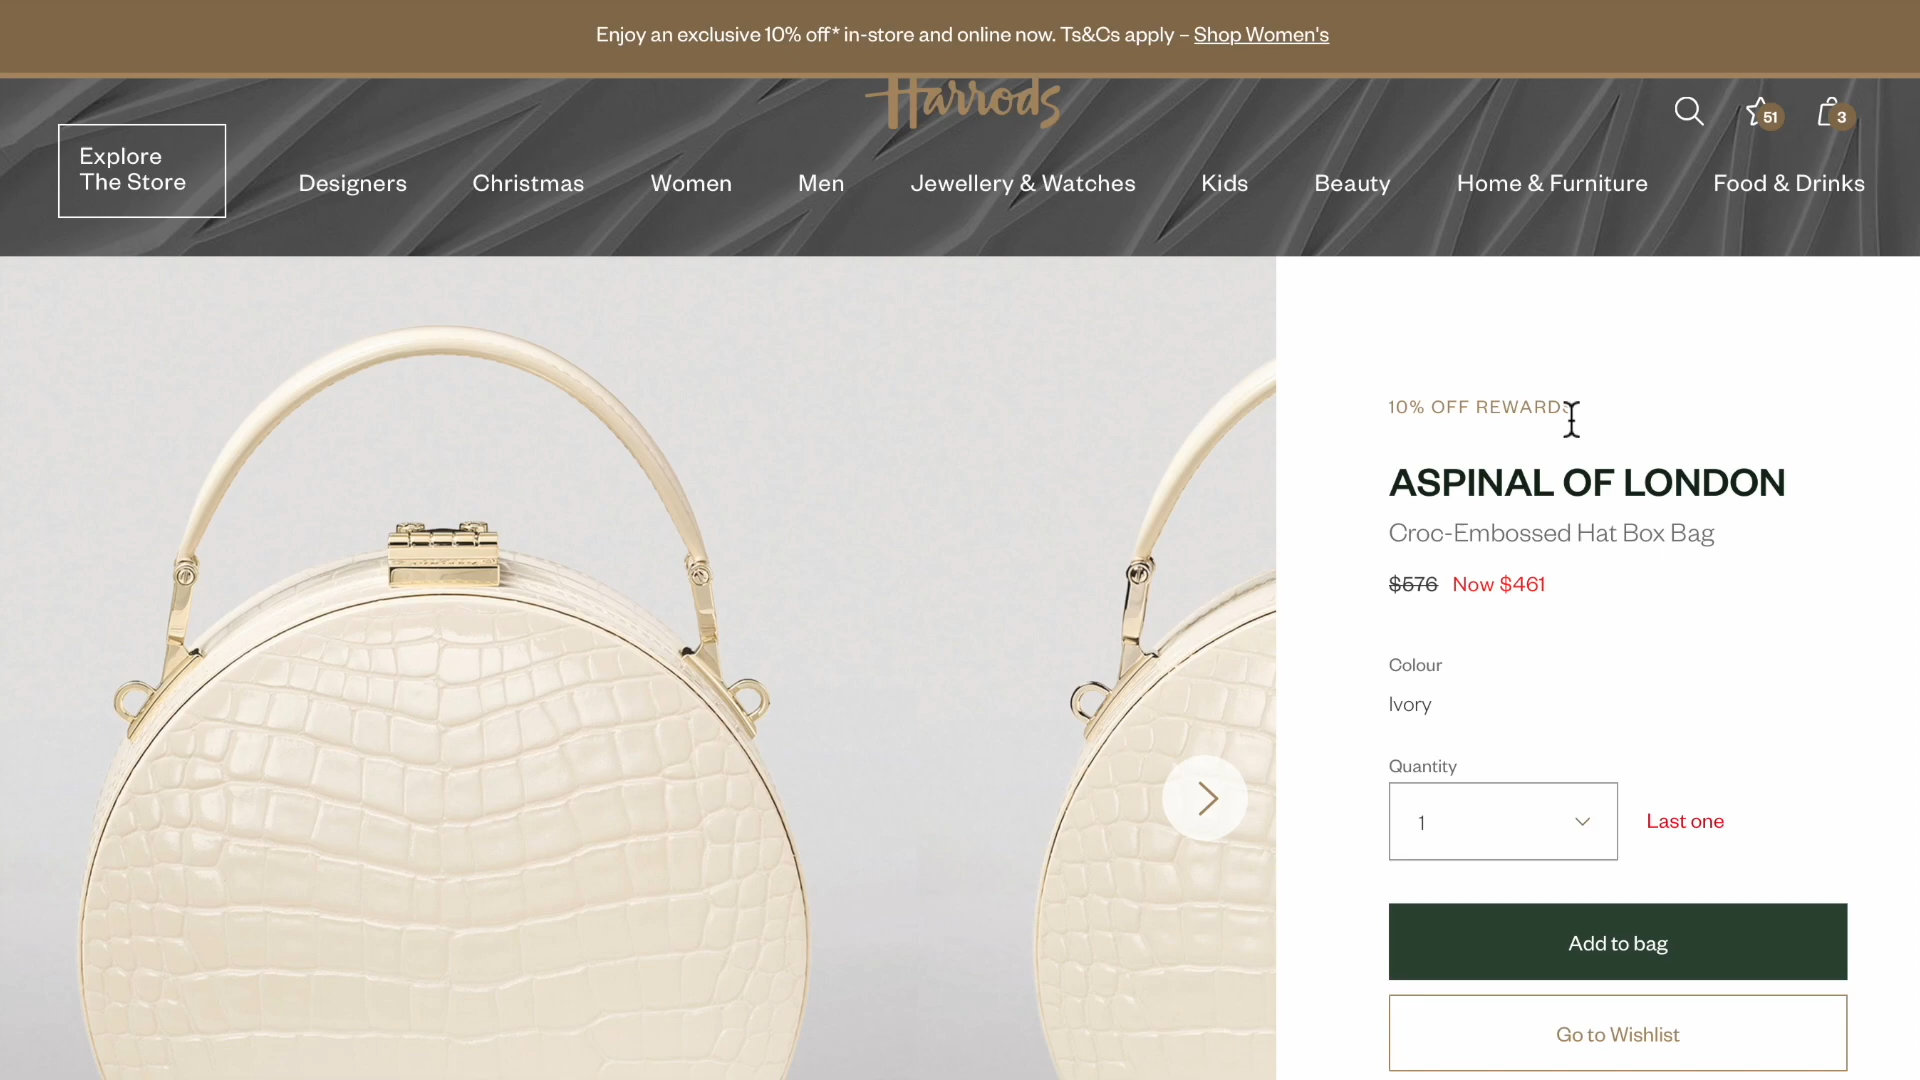 Enjoy an exclusive 10% off* in-store and online now. Ts&Cs apply – Shop Women's
Harrods
51
3
Explore
The Store
Designers
Christmas
Women
Men
Jewellery & Watches
Kids
Beauty
Home & Furniture
Food & Drinks
10% OFF REWARDS
ASPINAL OF LONDON
Croc-Embossed Hat Box Bag
$576 Now $461
Colour
Ivory
Quantity
1
Last one
Add to bag
Go to Wishlist